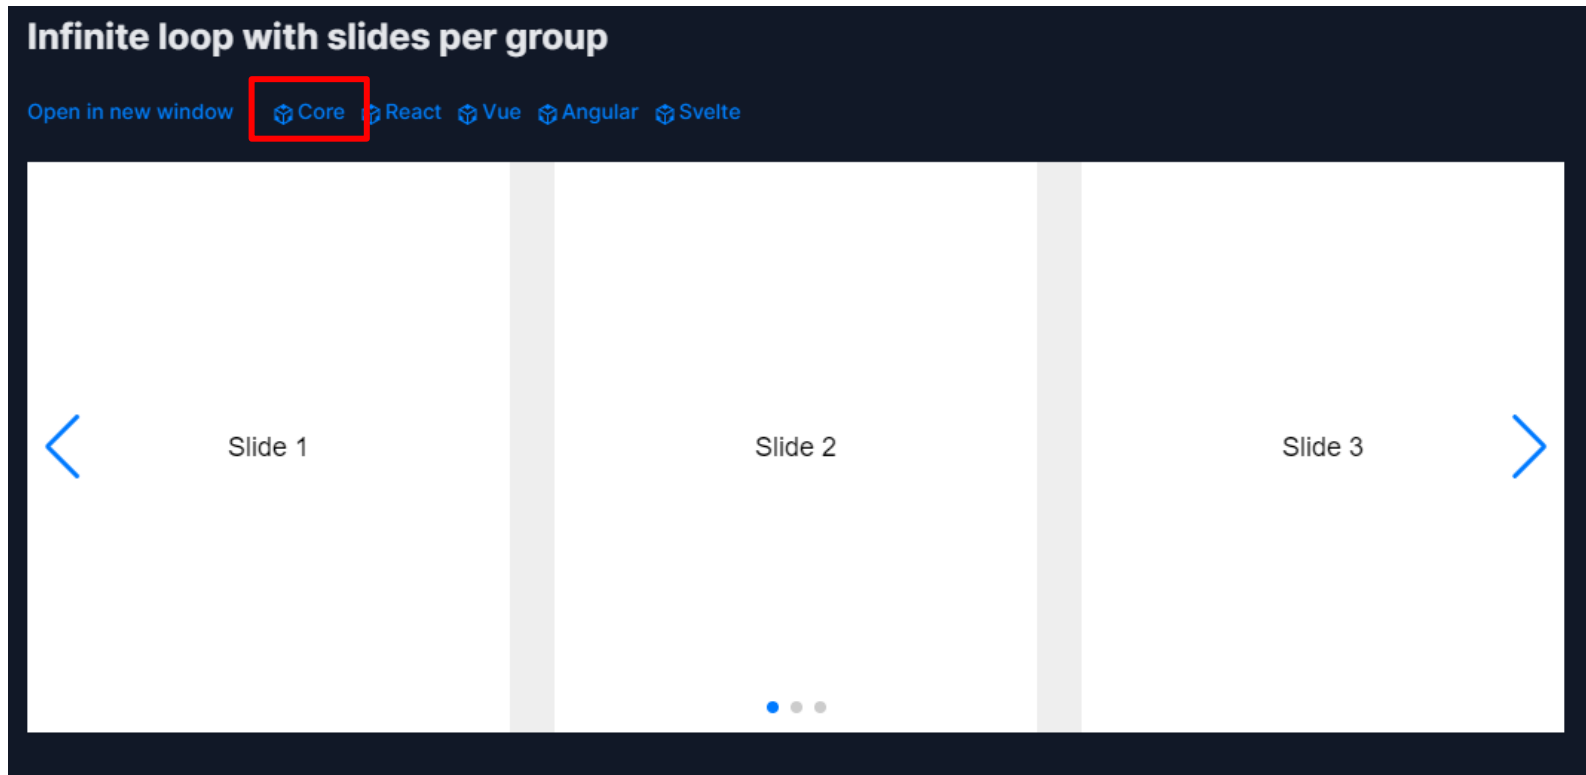 Infinite loop with slides per group
Open in new window Core React Vue Angular Svelte
Slide 1 Slide 2 Slide 3